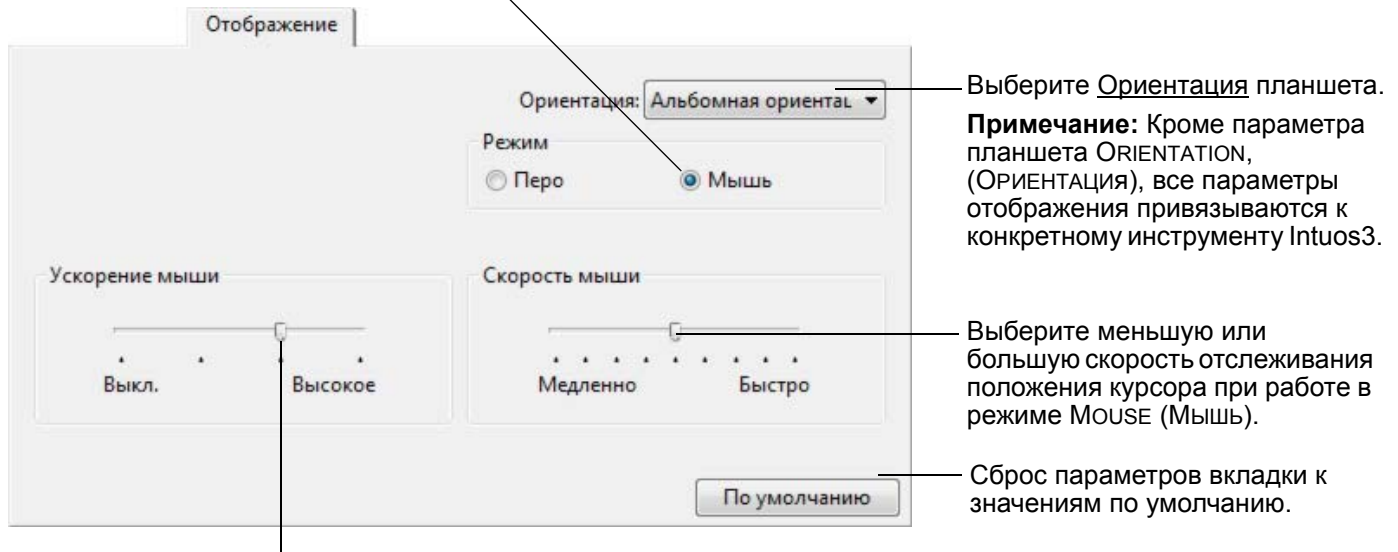 Отображение
Ориентация: Альбомная ориентац
Режим
Перо Мышь
Ускорение мыши
Выкл. Высокое
Скорость мыши
Медленно Быстро
По умолчанию
Выберите Ориентация планшета.
Примечание: Кроме параметра
планшета ORIENTATION,
(ОРИЕНТАЦИЯ), все параметры
отображения привязываются к
конкретному инструменту Intuos3.
Выберите меньшую или
большую скорость отслеживания
положения курсора при работе в
режиме MOUSE (МЫШЬ).
Сброс параметров вкладки к
значениям по умолчанию.